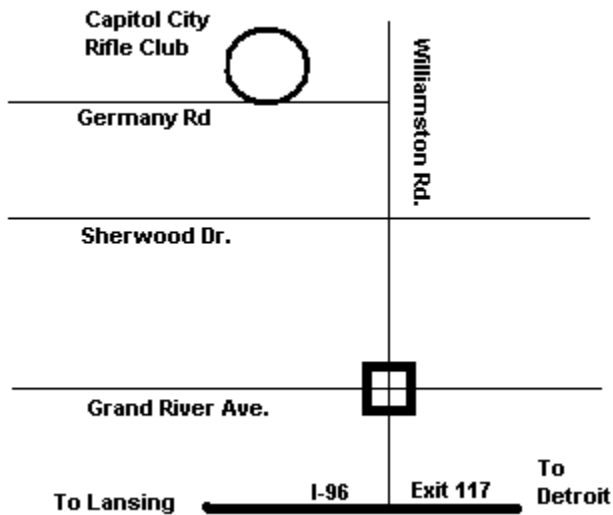 Capitol City
Rifle Club
Williamston Rd.
Germany Rd
Sherwood Dr.
Grand River Ave.
To Lansing
I-96
Exit 117
To
Detroit